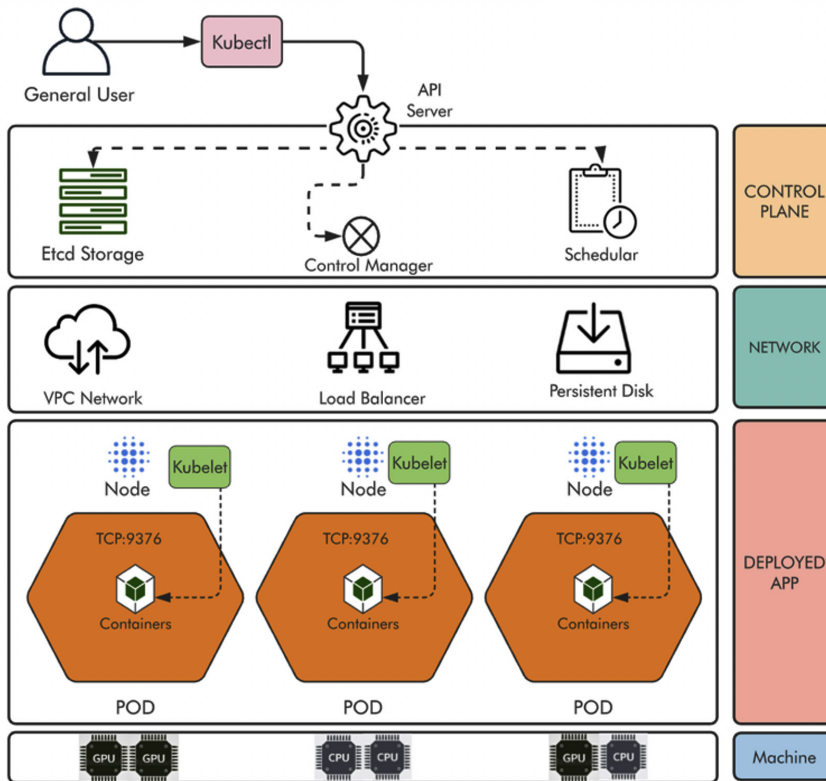 Kubectl
General User
API
Server
Etcd Storage
Control Manager
Schedular
CONTROL
PLANE
VPC Network
Load Balancer
Persistent Disk
NETWORK
Node
Kubelet
Node
Kubelet
Node
Kubelet
TCP:9376
TCP:9376
TCP:9376
Containers
Containers
Containers
DEPLOYED
APP
POD
POD
POD
GPU
GPU
CPU
CPU
GPU
CPU
Machine